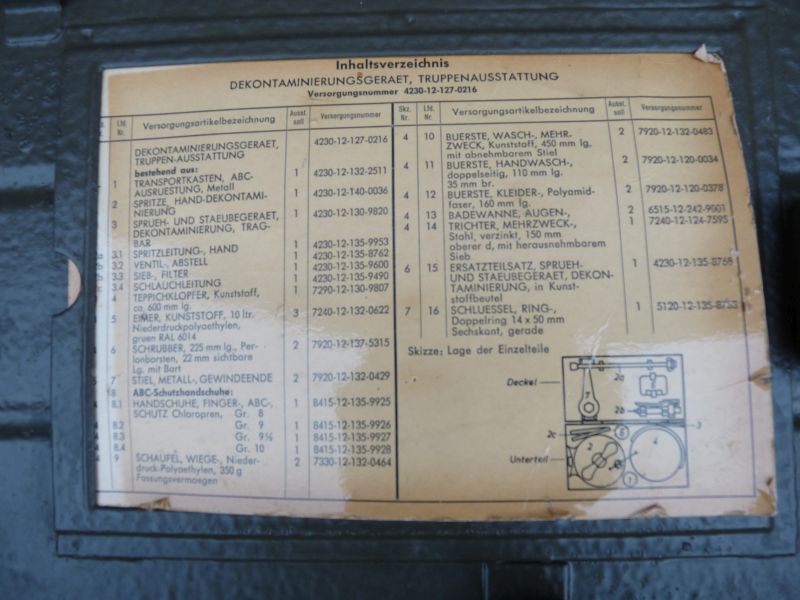 Inhaltsverzeichnis
DEKONTAMINIERUNGSGERAET, TRUPPENAUSSTATTUNG
Versorgungsnummer 4230-12-127-0216
Lfd. Nr. Versorgungsartikelbezeichnung Ausst. soll Versorgungsnummer
DEKONTAMINIERUNGSGERAET, 4230-12-127-0216
TRUPPEN-AUSSTATTUNG
bestehend aus:
1 TRANSPORTKASTEN, ABC- 1 4230-12-132-2511
AUSRUESTUNG, Metall
2 SPRITZE, HAND-DEKONTAMI- 1 4230-12-140-0036
NIERUNG
3 SPRUEH- UND STAEUBEGERAET, 1 4230-12-130-9820
DEKONTAMINIERUNG, TRAG-
BAR
3.1 SPRITZLEITUNG-, HAND 1 4230-12-135-9953
3.2 VENTIL-, ABSTELL 1 4230-12-135-8762
3.3 SIEB-, FILTER 1 4230-12-135-9600
3.4 SCHLAUCHLEITUNG 1 4230-12-135-9490
4 TEPPICHKLOPFER, Kunststoff, 1 7290-12-130-9807
ca. 600 mm lg.
5 EIMER, KUNSTSTOFF, 10 ltr. 3 7240-12-132-0622
Niederdruckpolyaethylen,
gruen RAL 6014
6 SCHRUBBER, 225 mm lg., Per- 2 7920-12-137-5315
lonborsten, 22 mm sichtbare
Lg. mit Bart
7 STIEL, METALL-, GEWINDEENDE 2 7920-12-132-0429
8 ABC-Schutzhandschuhe:
8.1 HANDSCHUHE, FINGER-, ABC-, 1 8415-12-135-9925
SCHUTZ Chloropren, Gr. 8
8.2 Gr. 9 1 8415-12-135-9926
8.3 Gr. 9½ 1 8415-12-135-9927
8.4 Gr. 10 1 8415-12-135-9928
9 SCHAUFEL, WIEGE-, Nieder- 2 7330-12-132-0464
druck-Polyaethylen, 350 g
Fassungsvermoegen
Skz. Nr. Lfd. Nr. Versorgungsartikelbezeichnung Ausst. soll Versorgungsnummer
4 10 BUERSTE, WASCH-, MEHR- 2 7920-12-132-0483
ZWECK, Kunststoff, 450 mm lg.
mit abnehmbarem Stiel
4 11 BUERSTE, HANDWASCH-, 2 7920-12-120-0034
doppelseitig, 110 mm lg.
35 mm br.
4 12 BUERSTE, KLEIDER-, Polyamid- 2 7920-12-120-0378
faser, 160 mm lg.
4 13 BADEWANNE, AUGEN-, 2 6515-12-242-9001
4 14 TRICHTER, MEHRZWECK-, 1 7240-12-124-7595
Stahl, verzinkt, 150 mm
oberer d, mit herausnehmbarem
Sieb
6 15 ERSATZTEILSATZ, SPRUEH- 1 4230-12-135-8768
UND STAEUBEGERAET, DEKON-
TAMINIERUNG, in Kunst-
stoffbeutel
7 16 SCHLUESSEL, RING-, 1 5120-12-135-8753
Doppelring 14 x 50 mm
Sechskant, gerade
Skizze: Lage der Einzelteile
Deckel
7
2a
2b
3
2c
Unterteil
2
6
4
1